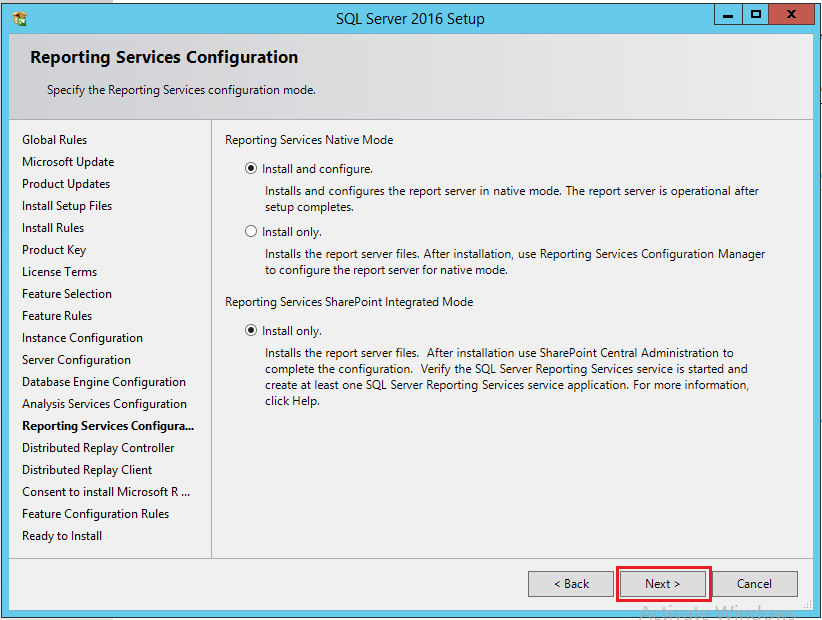 SQL Server 2016 Setup
Reporting Services Configuration
Specify the Reporting Services configuration mode.
Global Rules
Microsoft Update
Product Updates
Install Setup Files
Install Rules
Product Key
License Terms
Feature Selection
Feature Rules
Instance Configuration
Server Configuration
Database Engine Configuration
Analysis Services Configuration
Reporting Services Configura...
Distributed Replay Controller
Distributed Replay Client
Consent to install Microsoft R ...
Feature Configuration Rules
Ready to Install
Reporting Services Native Mode
Install and configure.
Installs and configures the report server in native mode. The report server is operational after
setup completes.
Install only.
Installs the report server files. After installation, use Reporting Services Configuration Manager
to configure the report server for native mode.
Reporting Services SharePoint Integrated Mode
Install only.
Installs the report server files.  After installation use SharePoint Central Administration to
complete the configuration.  Verify the SQL Server Reporting Services service is started and
create at least one SQL Server Reporting Services service application. For more information,
click Help.
< Back
Next >
Cancel
Activate Windows